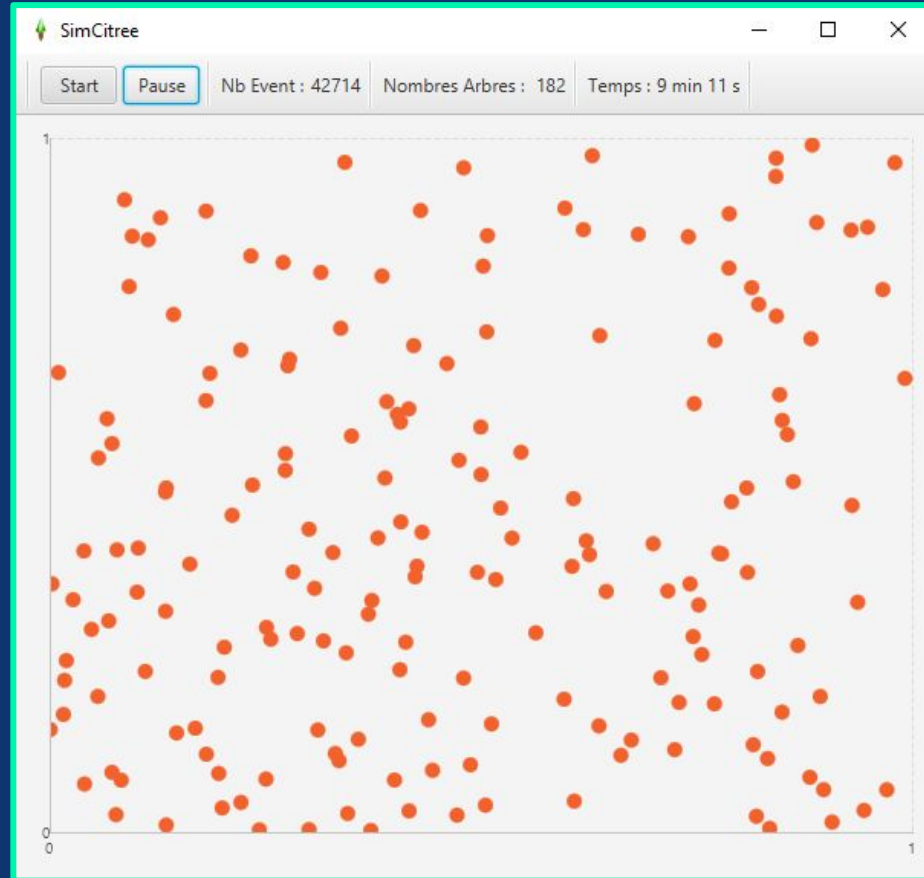 SimCitree
Start Pause Nb Event : 42714 Nombres Arbres : 182 Temps : 9 min 11 s
1
0
0 1